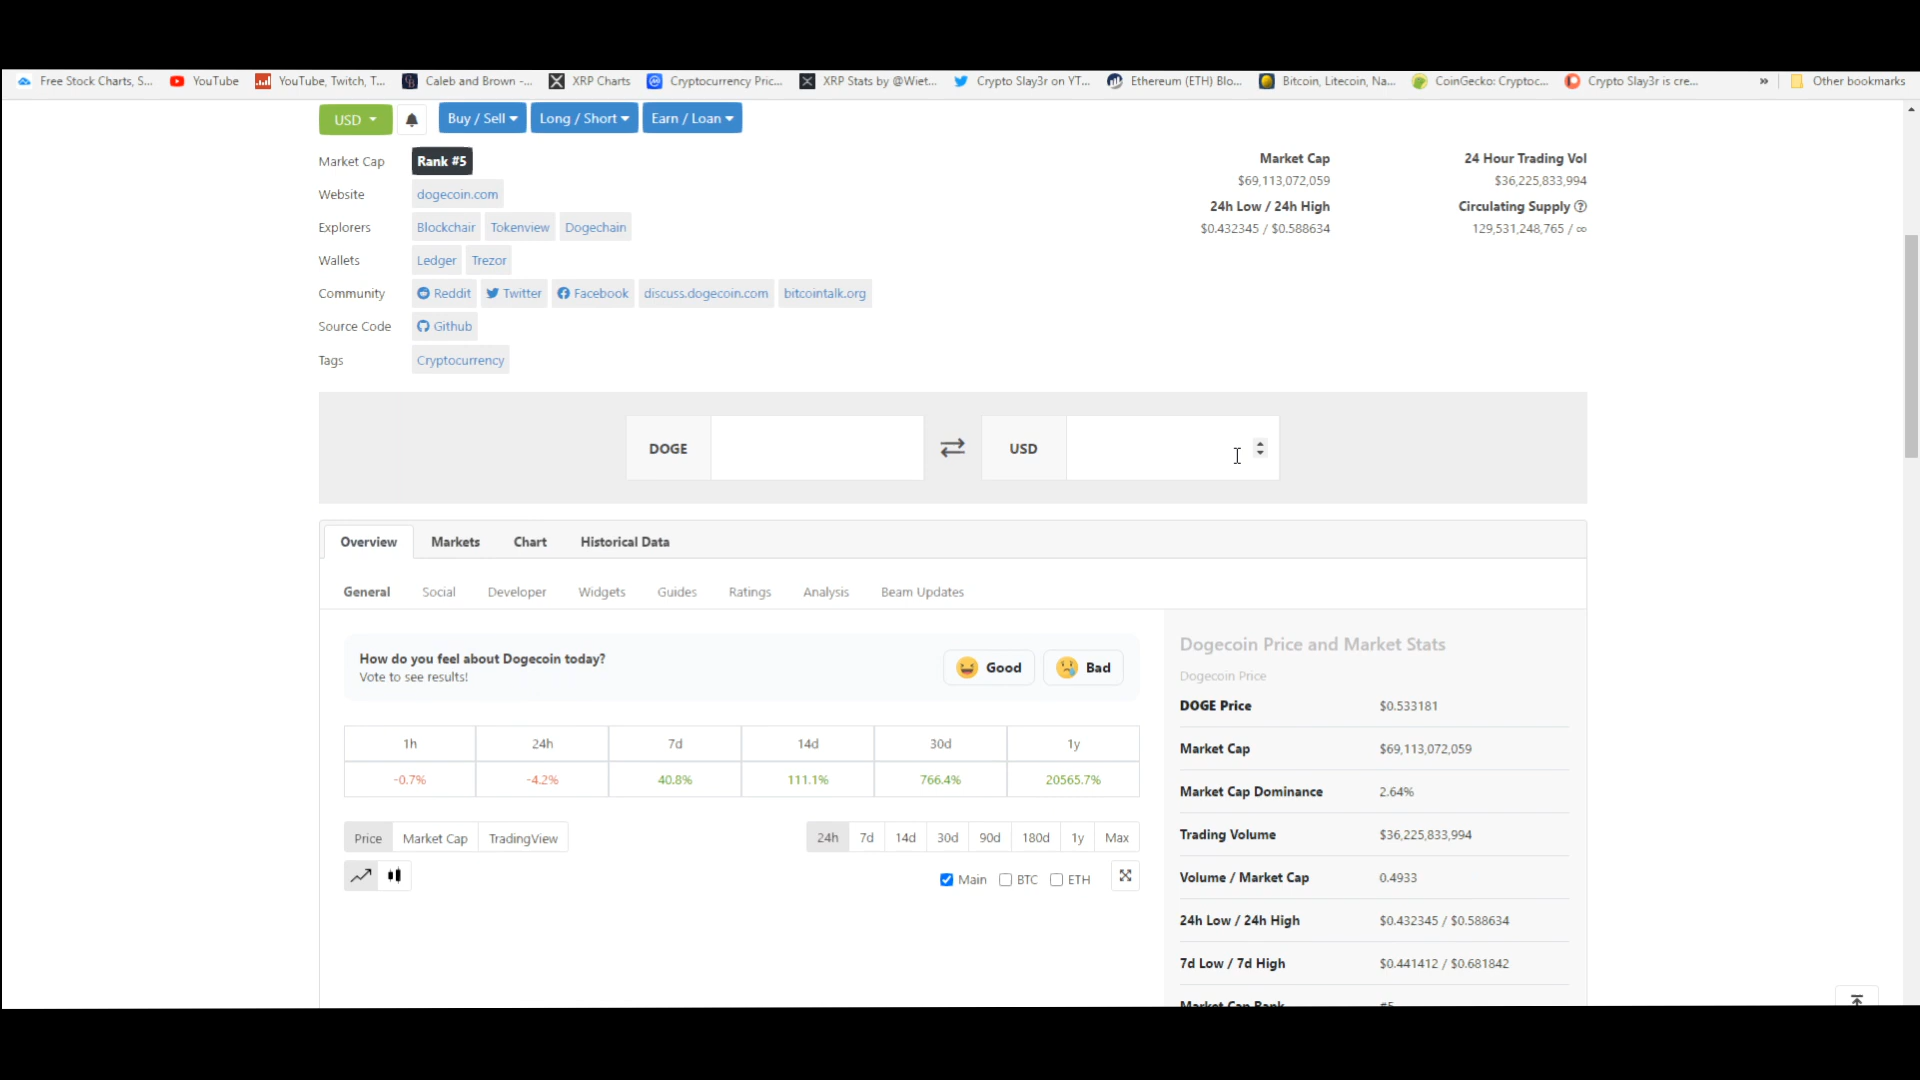 Free Stock Charts, S... YouTube YouTube, Twitch, T... Caleb and Brown -... XRP Charts Cryptocurrency Pric... XRP Stats by @Wiet... Crypto Slay3r on YT... Ethereum (ETH) Blo... Bitcoin, Litecoin, Na... CoinGecko: Cryptoc... Crypto Slay3r is cre... » Other bookmarks
USD Buy / Sell Long / Short Earn / Loan
Market Cap Rank #5
Website dogecoin.com
Explorers Blockchair Tokenview Dogechain
Wallets Ledger Trezor
Community Reddit Twitter Facebook discuss.dogecoin.com bitcointalk.org
Source Code Github
Tags Cryptocurrency
Market Cap 24 Hour Trading Vol
$69,113,072,059 $36,225,833,994
24h Low / 24h High Circulating Supply ?
$0.432345 / $0.588634 129,531,248,765 / ∞
DOGE USD
Overview Markets Chart Historical Data
General Social Developer Widgets Guides Ratings Analysis Beam Updates
How do you feel about Dogecoin today?
Vote to see results!
Good Bad
1h 24h 7d 14d 30d 1y
-0.7% -4.2% 40.8% 111.1% 766.4% 20565.7%
Price Market Cap TradingView 24h 7d 14d 30d 90d 180d 1y Max
Main BTC ETH
Dogecoin Price and Market Stats
Dogecoin Price
DOGE Price $0.533181
Market Cap $69,113,072,059
Market Cap Dominance 2.64%
Trading Volume $36,225,833,994
Volume / Market Cap 0.4933
24h Low / 24h High $0.432345 / $0.588634
7d Low / 7d High $0.441412 / $0.681842
Market Cap Rank #5